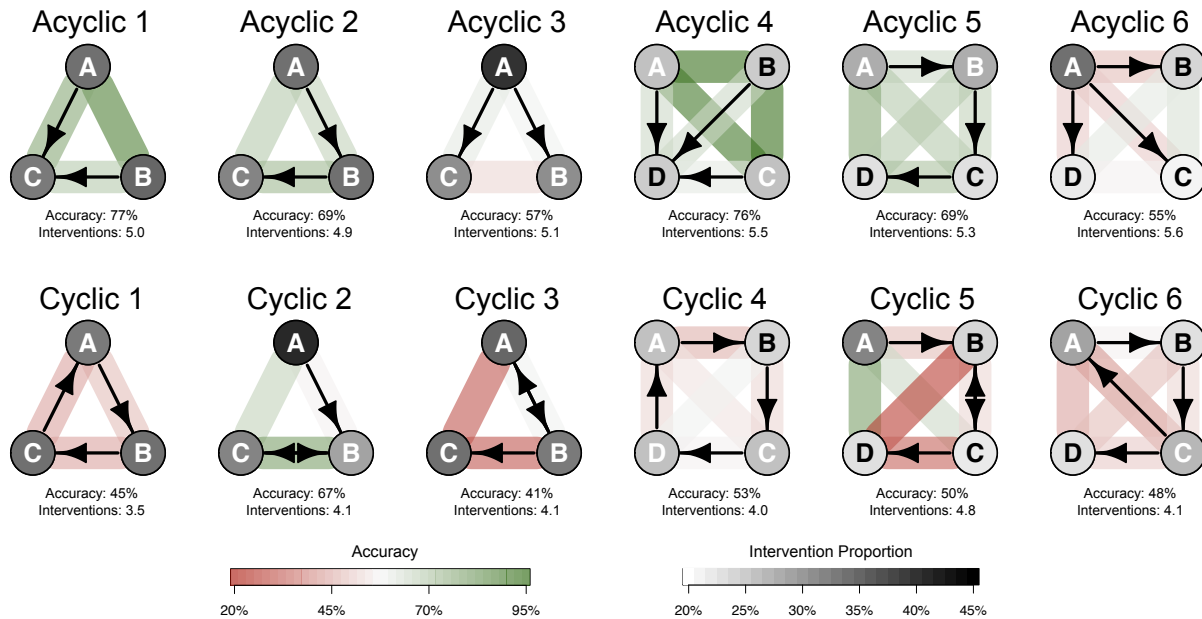 Acyclic 1 Acyclic 2 Acyclic 3 Acyclic 4 Acyclic 5 Acyclic 6
A A A A B A B A B
C B C B C B D C D C D C
Accuracy: 77% Accuracy: 69% Accuracy: 57% Accuracy: 76% Accuracy: 69% Accuracy: 55%
Interventions: 5.0 Interventions: 4.9 Interventions: 5.1 Interventions: 5.5 Interventions: 5.3 Interventions: 5.6
Cyclic 1 Cyclic 2 Cyclic 3 Cyclic 4 Cyclic 5 Cyclic 6
A A A A B A B A B
C B C B C B D C D C D C
Accuracy: 45% Accuracy: 67% Accuracy: 41% Accuracy: 53% Accuracy: 50% Accuracy: 48%
Interventions: 3.5 Interventions: 4.1 Interventions: 4.1 Interventions: 4.0 Interventions: 4.8 Interventions: 4.1
Accuracy Intervention Proportion
20% 45% 70% 95% 20% 25% 30% 35% 40% 45%